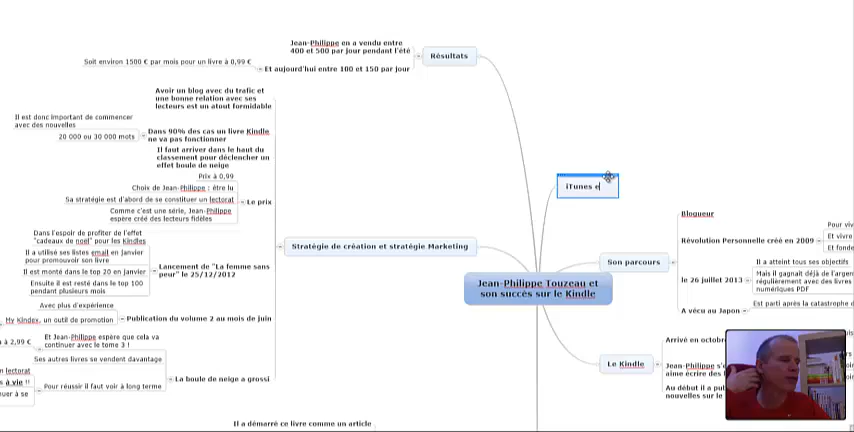 Jean-Philippe en a vendu entre
400 et 500 par jour pendant l'été
Soit environ 1500 € par mois pour un livre à 0,99 €
Et aujourd'hui entre 100 et 150 par jour
Résultats
Avoir un blog avec du trafic et
une bonne relation avec ses
lecteurs est un atout formidable
Il est donc important de commencer
avec des nouvelles
20 000 ou 30 000 mots
Dans 90% des cas un livre Kindle
ne va pas fonctionner
Il faut arriver dans le haut du
classement pour déclencher un
effet boule de neige
Prix à 0,99
Choix de Jean-Philippe : être lu
Sa stratégie est d'abord de se constituer un lectorat
Comme c'est une série, Jean-Philippe
espère créé des lecteurs fidèles
Le prix
Dans l'espoir de profiter de l'effet
"cadeaux de noël" pour les Kindles
Il a utilisé ses listes email en janvier
pour promouvoir son livre
Il est monté dans le top 20 en janvier
Ensuite il est resté dans le top 100
pendant plusieurs mois
Lancement de "La femme sans
peur" le 25/12/2012
Avec plus d'expérience
My Kindex, un outil de promotion
Publication du volume 2 au mois de juin
à 2,99 €
Et Jean-Philippe espère que cela va
continuer avec le tome 3 !
Ses autres livres se vendent davantage
n lectorat
s à vie !!
nuer à se
Pour réussir il faut voir à long terme
La boule de neige a grossi
Stratégie de création et stratégie Marketing
Il a démarré ce livre comme un article
iTunes e
Jean-Philippe Touzeau et
son succès sur le Kindle
Son parcours
Blogueur
Révolution Personnelle créé en 2009
Pour viv
Et vivre
Et fonde
le 26 juillet 2013
Il a atteint tous ses objectifs
Mais il gagnait déjà de l'argen
régulièrement avec des livres
numériques PDF
A vécu au Japon
Est parti après la catastrophe d
Le Kindle
Arrivé en octobr
Jean-Philippe s'e
aime écrire des l
Au début il a pub
nouvelles sur le